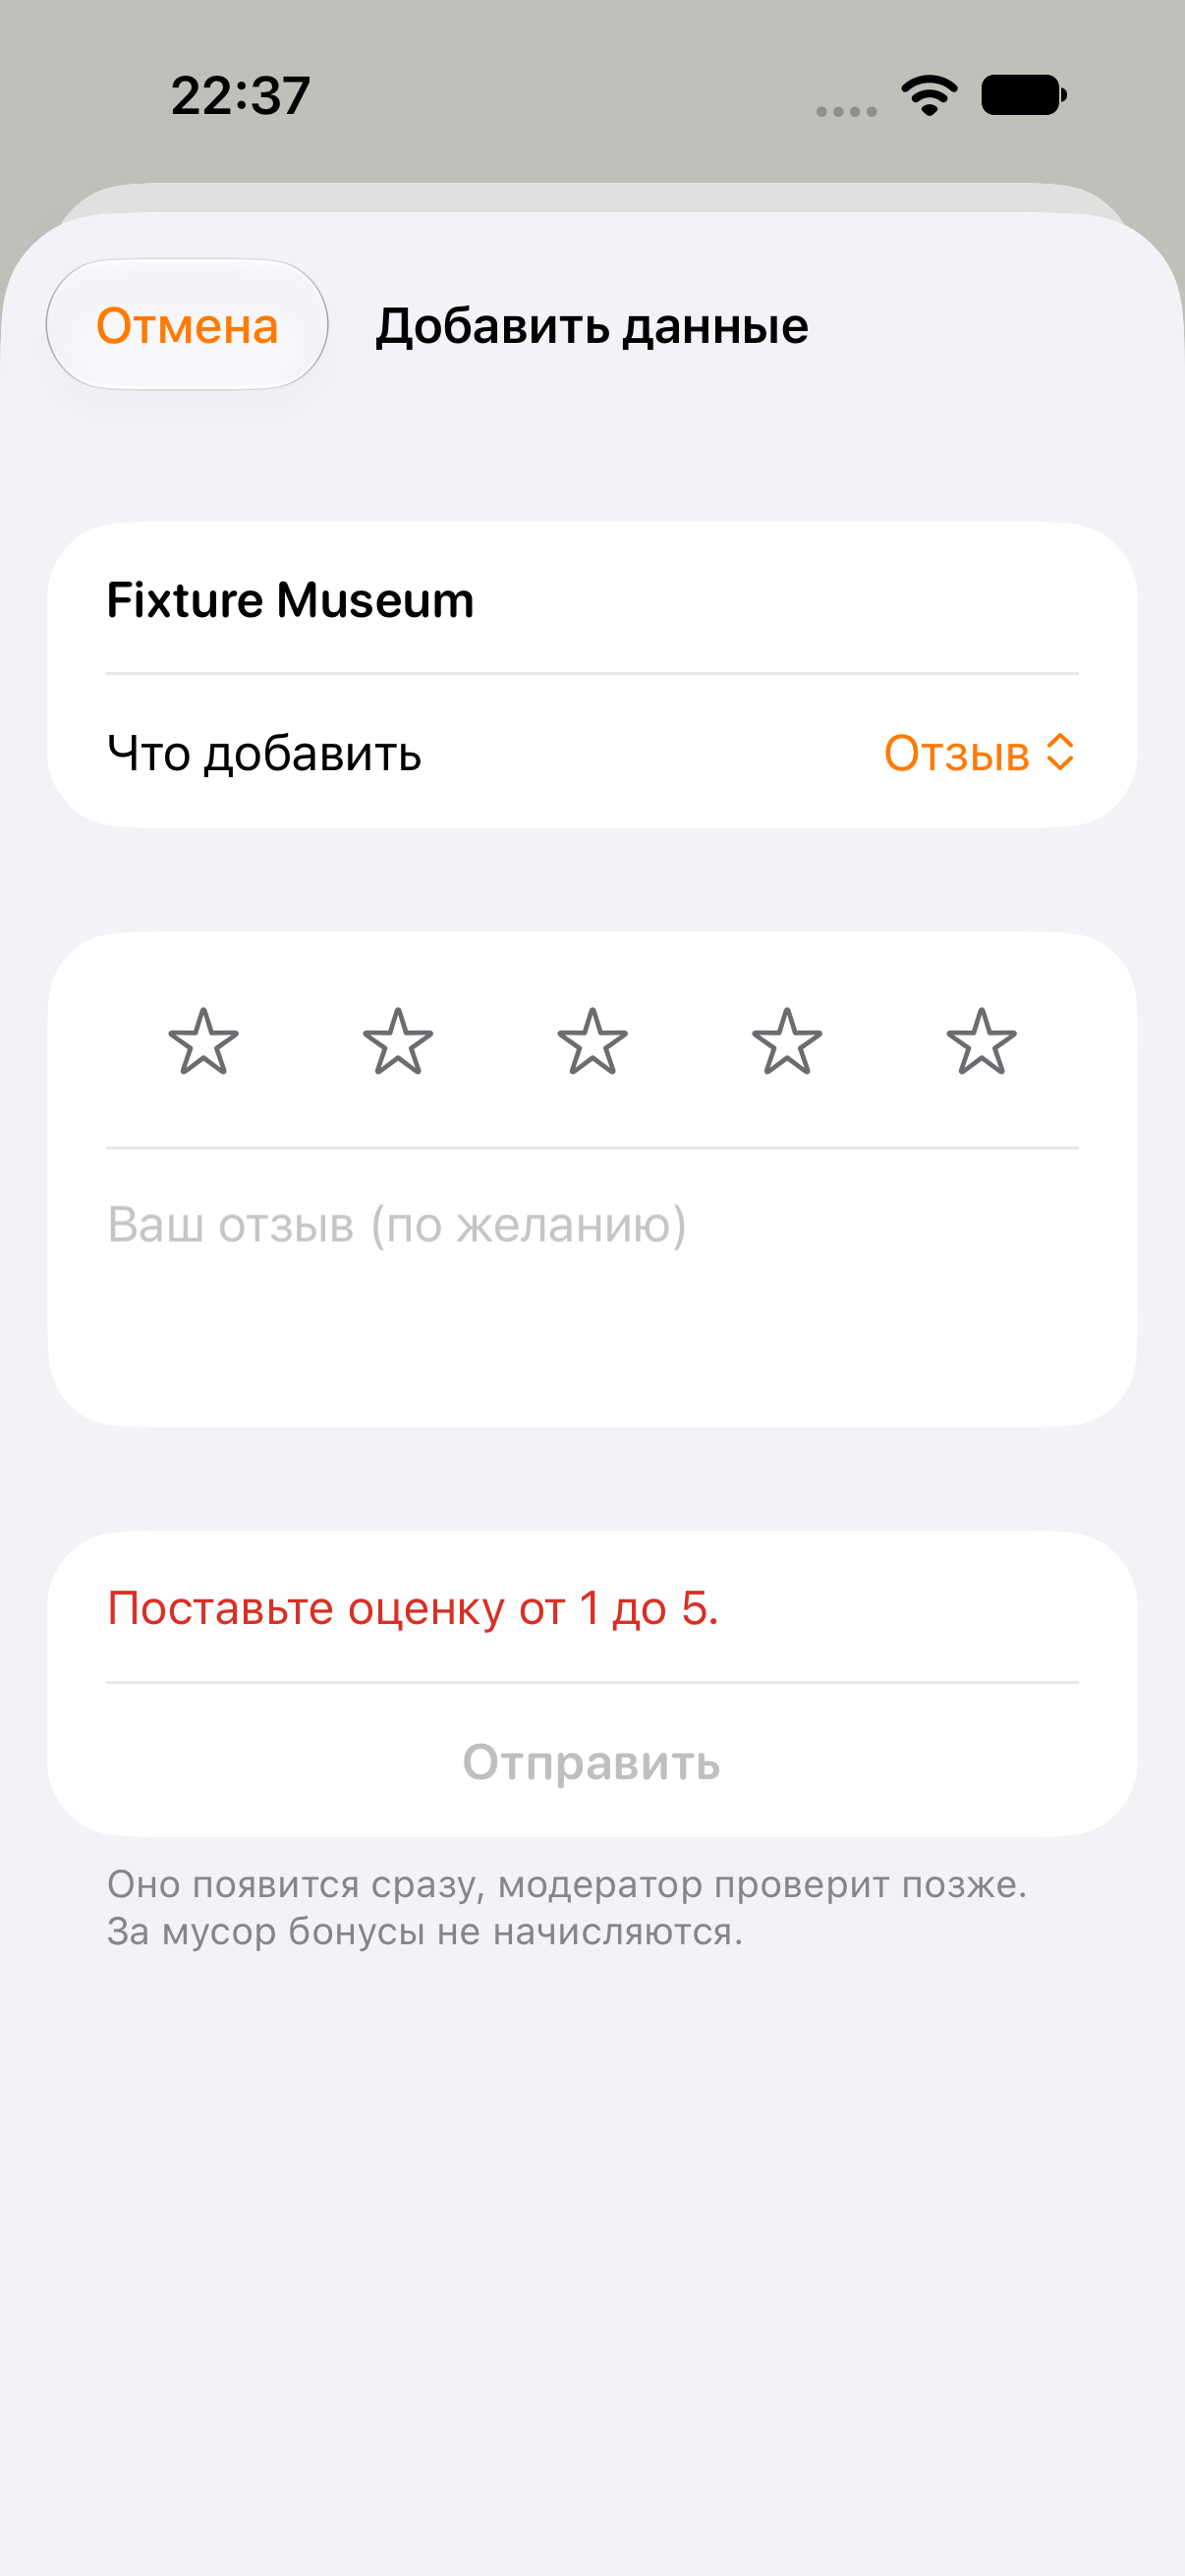 22:37
Отмена
Добавить данные
Fixture Museum
Что добавить
Отзыв
Ваш отзыв (по желанию)
Поставьте оценку от 1 до 5.
Отправить
Оно появится сразу, модератор проверит позже.
За мусор бонусы не начисляются.